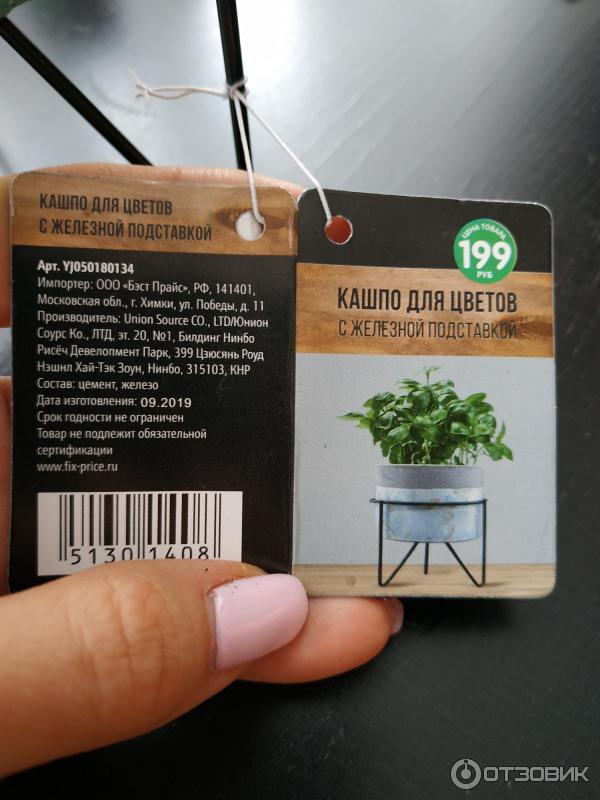 КАШПО ДЛЯ ЦВЕТОВ
С ЖЕЛЕЗНОЙ ПОДСТАВКОЙ
Арт. YJ050180134
Импортер: ООО «Бэст Прайс», РФ, 141401,
Московская обл., г. Химки, ул. Победы, д. 11
Производитель: Union Source CO., LTD/Юнион
Соурс Ко., ЛТД, эт. 20, №1, Билдинг Нинбо
Рисёч Девелопмент Парк, 399 Цзюсянь Роуд
Нэшнл Хай-Тэк Зоун, Нинбо, 315103, КНР
Состав: цемент, железо
Дата изготовления: 09.2019
Срок годности не ограничен
Товар не подлежит обязательной
сертификации
www.fix-price.ru
51301408
ЦЕНА ТОВАРА
199
РУБ
КАШПО ДЛЯ ЦВЕТОВ
С ЖЕЛЕЗНОЙ ПОДСТАВКОЙ
ОТЗОВИК